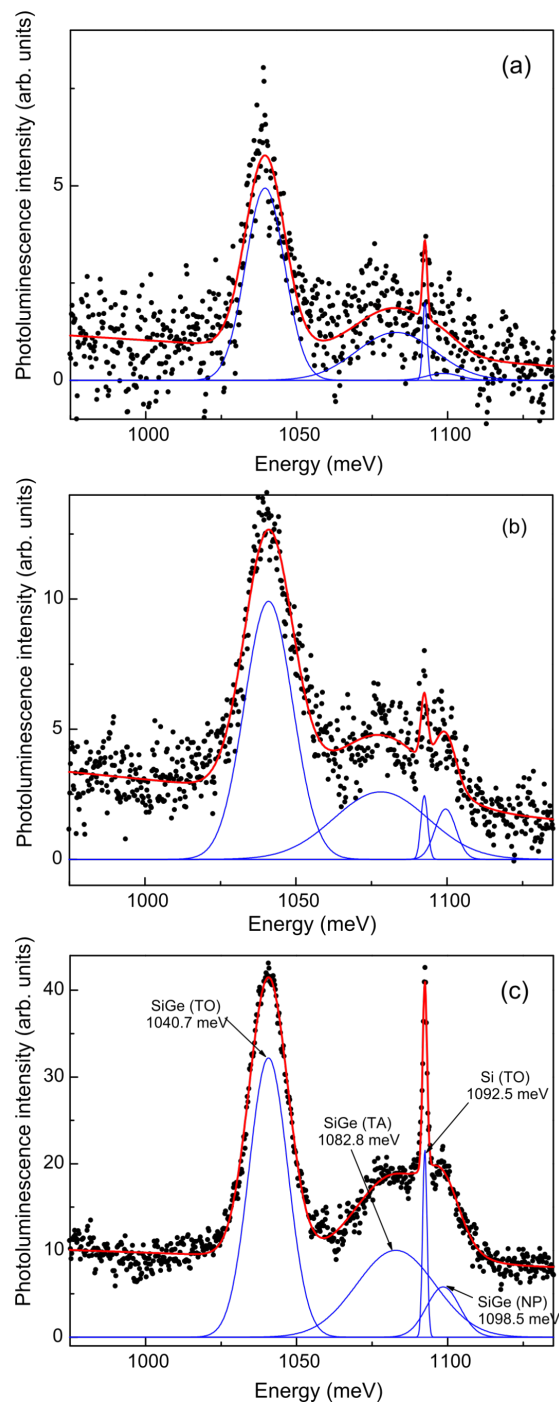 (a)
Photoluminescence intensity (arb. units)
5
0
1000
1050
1100
Energy (meV)
(b)
Photoluminescence intensity (arb. units)
10
5
0
1000
1050
1100
Energy (meV)
(c)
Photoluminescence intensity (arb. units)
40
30
20
10
0
SiGe (TO)
1040.7 meV
Si (TO)
1092.5 meV
SiGe (TA)
1082.8 meV
SiGe (NP)
1098.5 meV
1000
1050
1100
Energy (meV)